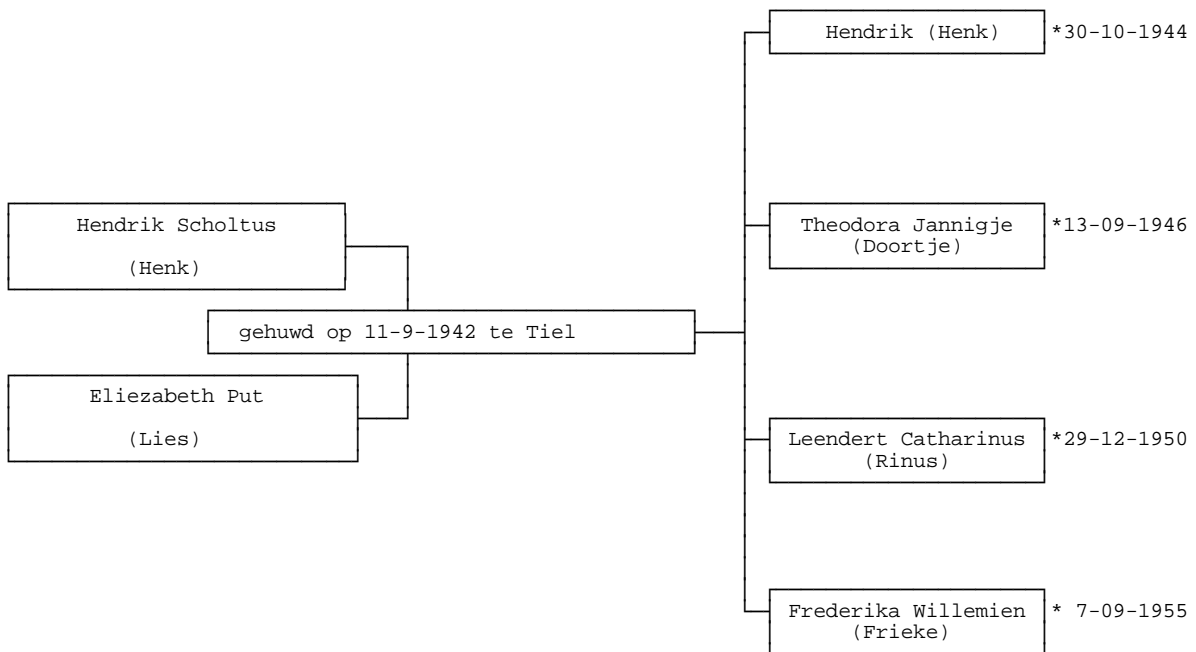 Hendrik (Henk) *30-10-1944
Hendrik Scholtus
(Henk)
Theodora Jannigje *13-09-1946
(Doortje)
gehuwd op 11-9-1942 te Tiel
Eliezabeth Put
(Lies)
Leendert Catharinus *29-12-1950
(Rinus)
Frederika Willemien * 7-09-1955
(Frieke)